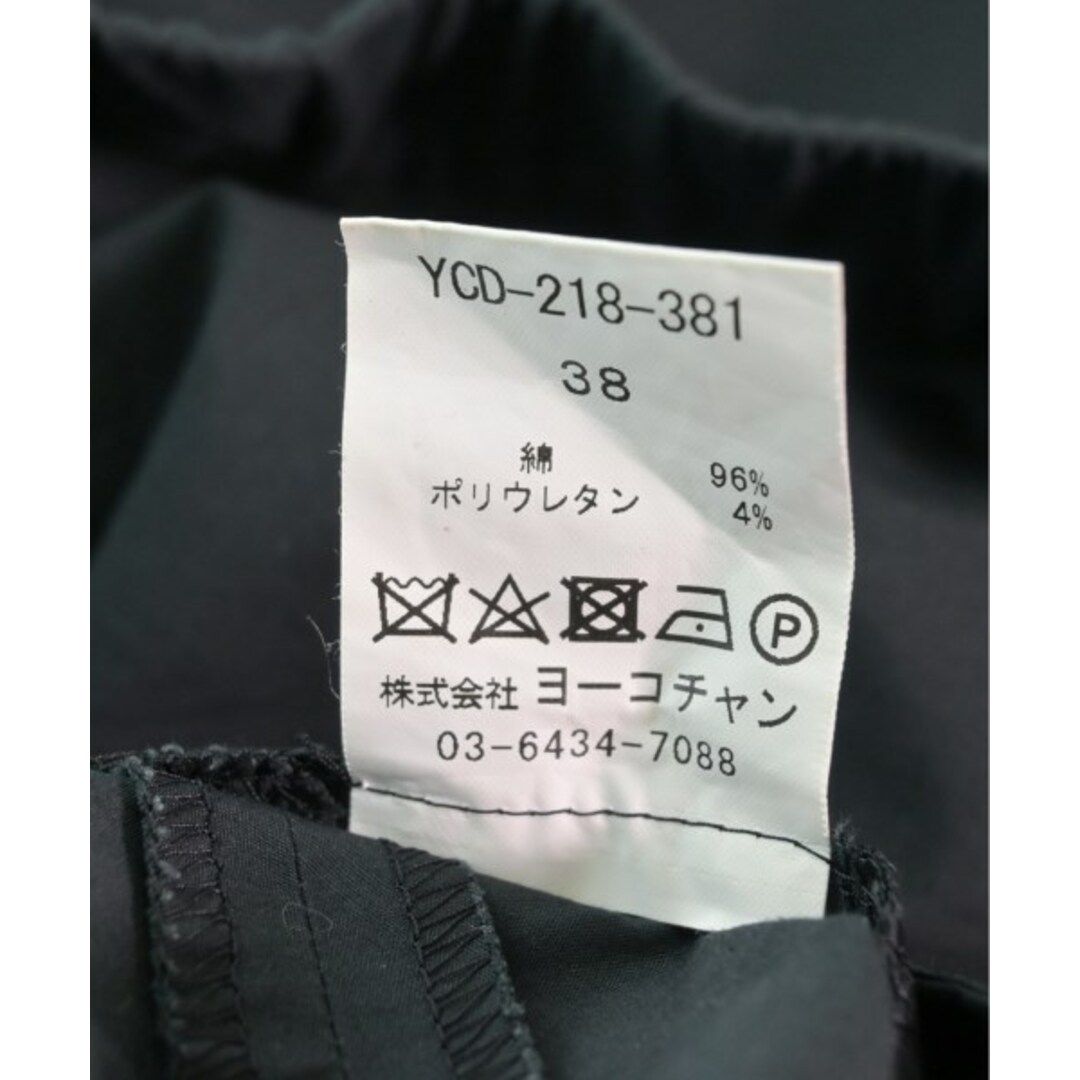 YCD-218-381
38
綿 96%
ポリウレタン 4%
P
株式会社 ヨーコチャン
03-6434-7088